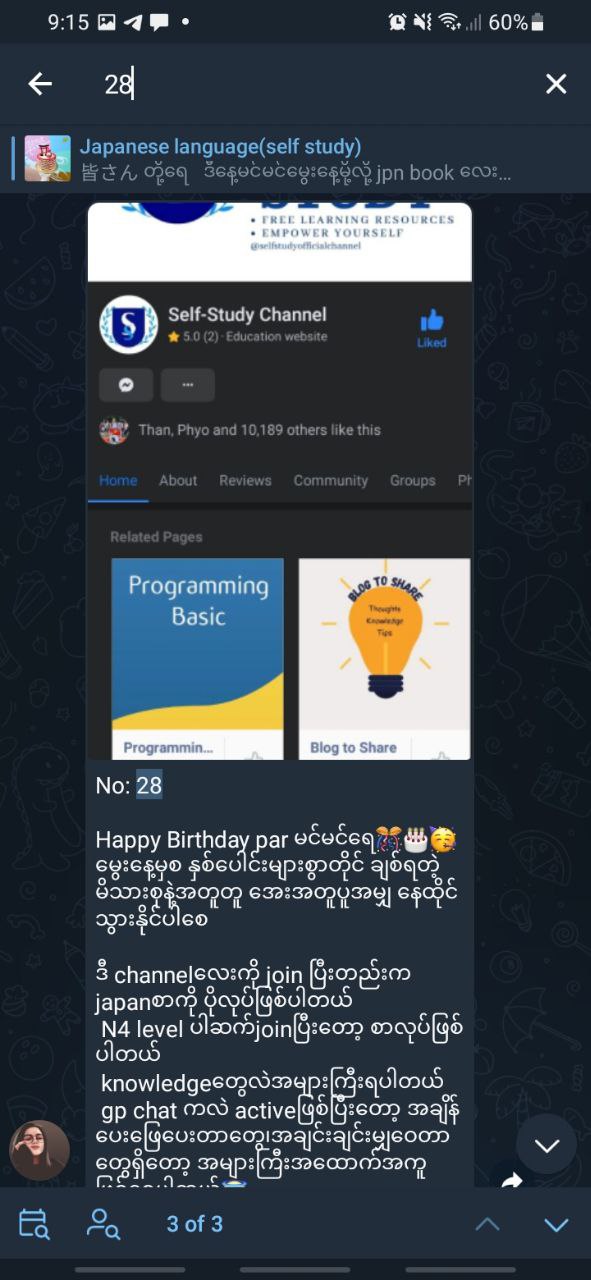 9:15
60%
28
Japanese language(self study)
皆さん တို့ရေ ဒီနေ့မင်မင်မွေးနေ့မို့လို့ jpn book လေး...
• FREE LEARNING RESOURCES
• EMPOWER YOURSELF
@selfstudyofficialchannel
Self-Study Channel
5.0 (2) · Education website
Liked
Than, Phyo and 10,189 others like this
Home About Reviews Community Groups Ph
Related Pages
Programming
Basic
BLOG TO SHARE
Thoughts
Knowledge
Tips
Programmin...
Blog to Share
No: 28
Happy Birthday par မင်မင်ရေ🎊🎂🥳
မွေးနေ့မှစ နှစ်ပေါင်းများစွာတိုင် ချစ်ရတဲ့
မိသားစုနဲ့အတူတူ အေးအတူပူအမျှ နေထိုင်
သွားနိုင်ပါစေ
ဒီ channelလေးကို join ပြီးတည်းက
japanစာကို ပိုလုပ်ဖြစ်ပါတယ်
N4 level ပါဆက်joinပြီးတော့ စာလုပ်ဖြစ်
ပါတယ်
knowledgeတွေလဲအများကြီးရပါတယ်
gp chat ကလဲ activeဖြစ်ပြီးတော့ အချိန်
ပေးဖြေပေးတာတွေ၊အချင်းချင်းမျှဝေတာ
တွေရှိတော့ အများကြီးအထောက်အကူ
3 of 3